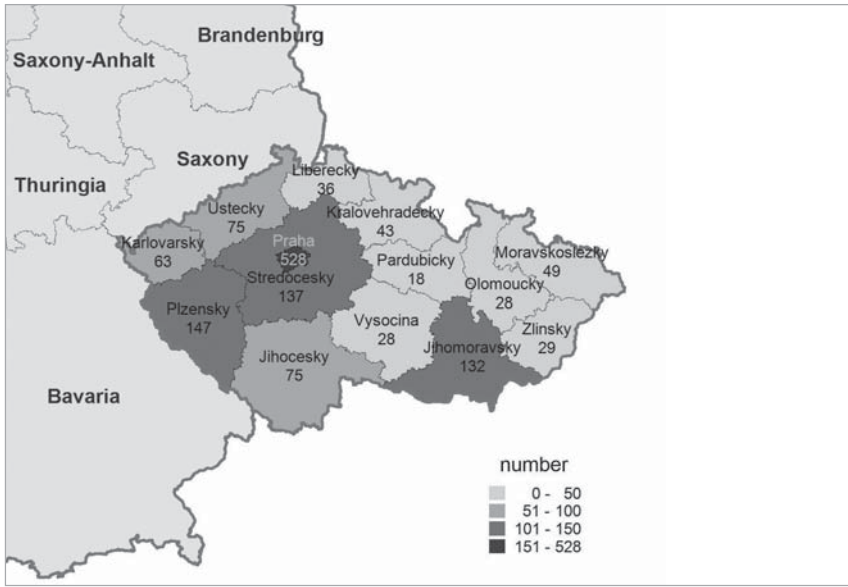 Brandenburg
Saxony-Anhalt
Saxony
Thuringia
Liberecky
36
Ustecky
75
Kralovehradecky
43
Karlovarsky
63
Praha
528
Stredocesky
137
Pardubicky
18
Moravskoslezky
49
Olomoucky
28
Plzensky
147
Vysocina
28
Zlinsky
29
Jihomoravsky
132
Jihocesky
75
Bavaria
number
0 - 50
51 - 100
101 - 150
151 - 528